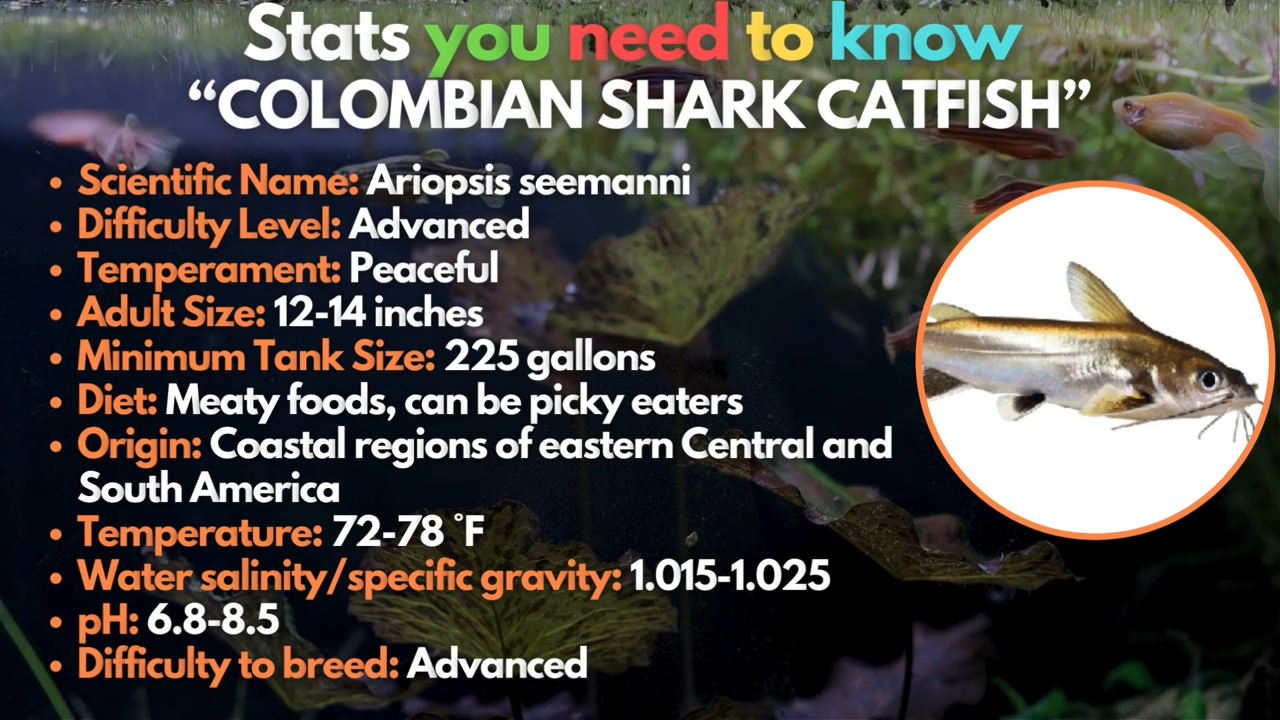 Stats you need to know
“COLOMBIAN SHARK CATFISH”
• Scientific Name: Ariopsis seemanni
• Difficulty Level: Advanced
• Temperament: Peaceful
• Adult Size: 12-14 inches
• Minimum Tank Size: 225 gallons
• Diet: Meaty foods, can be picky eaters
• Origin: Coastal regions of eastern Central and
South America
• Temperature: 72-78 °F
• Water salinity/specific gravity: 1.015-1.025
• pH: 6.8-8.5
• Difficulty to breed: Advanced